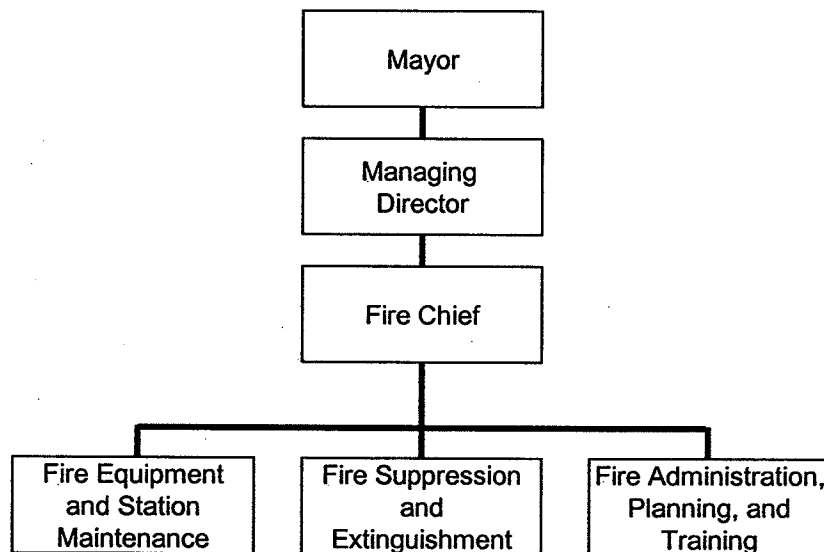 Mayor
Managing
Director
Fire Chief
Fire Equipment
and Station
Maintenance
Fire Suppression
and
Extinguishment
Fire Administration,
Planning, and
Training